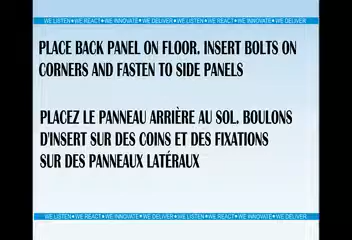 WE LISTEN • WE REACT • WE INNOVATE • WE DELIVER WE LISTEN • WE REACT • WE INNOVATE • WE DELIVER
PLACE BACK PANEL ON FLOOR. INSERT BOLTS ON
CORNERS AND FASTEN TO SIDE PANELS
PLACEZ LE PANNEAU ARRIÈRE AU SOL. BOULONS
D'INSERT SUR DES COINS ET DES FIXATIONS
SUR DES PANNEAUX LATÉRAUX
WE LISTEN • WE REACT • WE INNOVATE • WE DELIVER WE LISTEN • WE REACT • WE INNOVATE • WE DELIVER